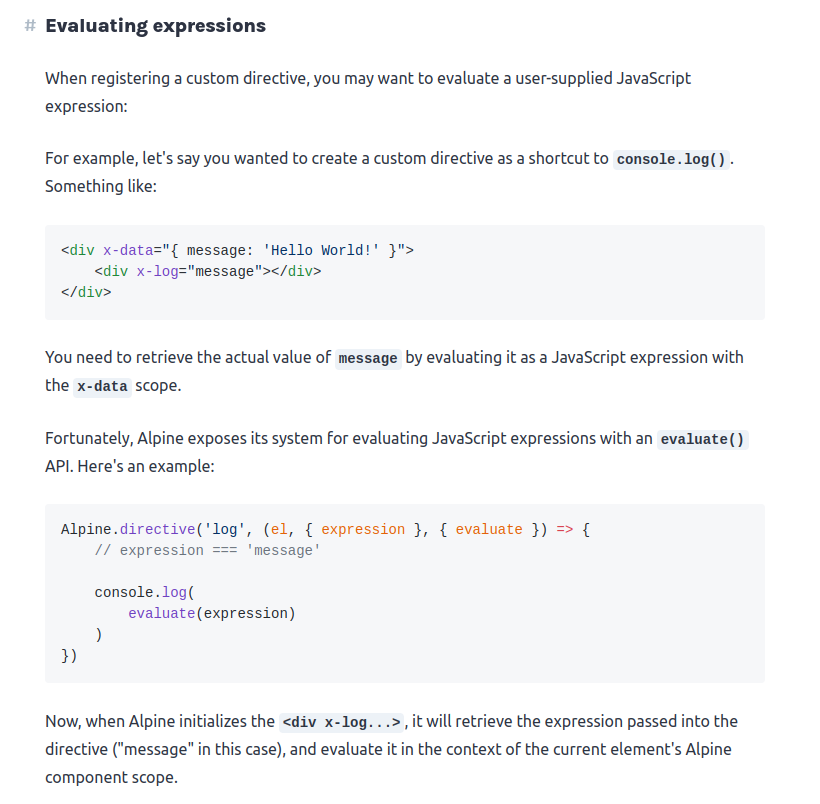 # Evaluating expressions
When registering a custom directive, you may want to evaluate a user-supplied JavaScript
expression:
For example, let's say you wanted to create a custom directive as a shortcut to console.log().
Something like:
<div x-data="{ message: 'Hello World!' }">
    <div x-log="message"></div>
</div>
You need to retrieve the actual value of message by evaluating it as a JavaScript expression with
the x-data scope.
Fortunately, Alpine exposes its system for evaluating JavaScript expressions with an evaluate()
API. Here's an example:
Alpine.directive('log', (el, { expression }, { evaluate }) => {
    // expression === 'message'
    console.log(
        evaluate(expression)
    )
})
Now, when Alpine initializes the <div x-log...>, it will retrieve the expression passed into the
directive ("message" in this case), and evaluate it in the context of the current element's Alpine
component scope.